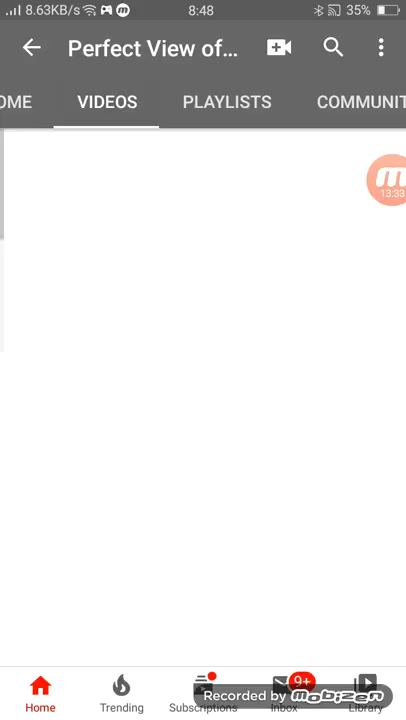 8.63KB/s 8:48 35%
Perfect View of...
OME VIDEOS PLAYLISTS COMMUNIT
13:33
Home Trending Subscriptions Inbox Library
9+
Recorded by mobizen